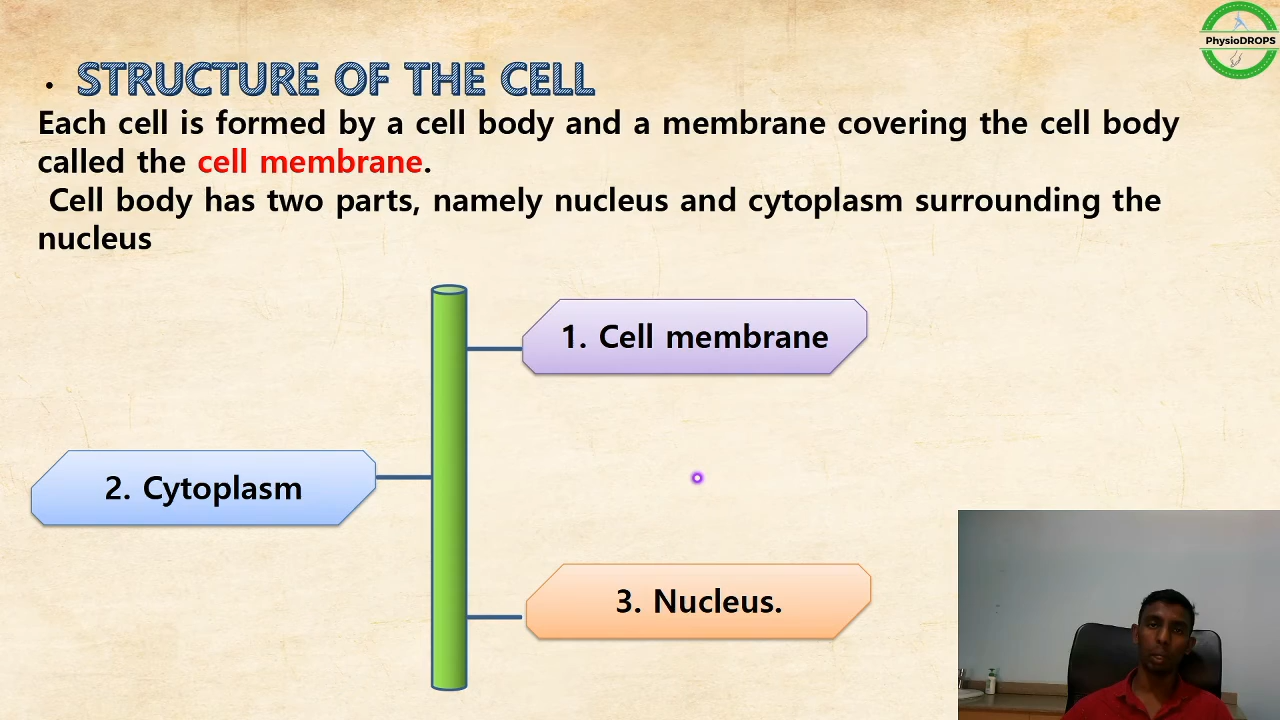 PhysioDROPS
• STRUCTURE OF THE CELL
Each cell is formed by a cell body and a membrane covering the cell body
called the cell membrane.
Cell body has two parts, namely nucleus and cytoplasm surrounding the
nucleus
1. Cell membrane
2. Cytoplasm
3. Nucleus.